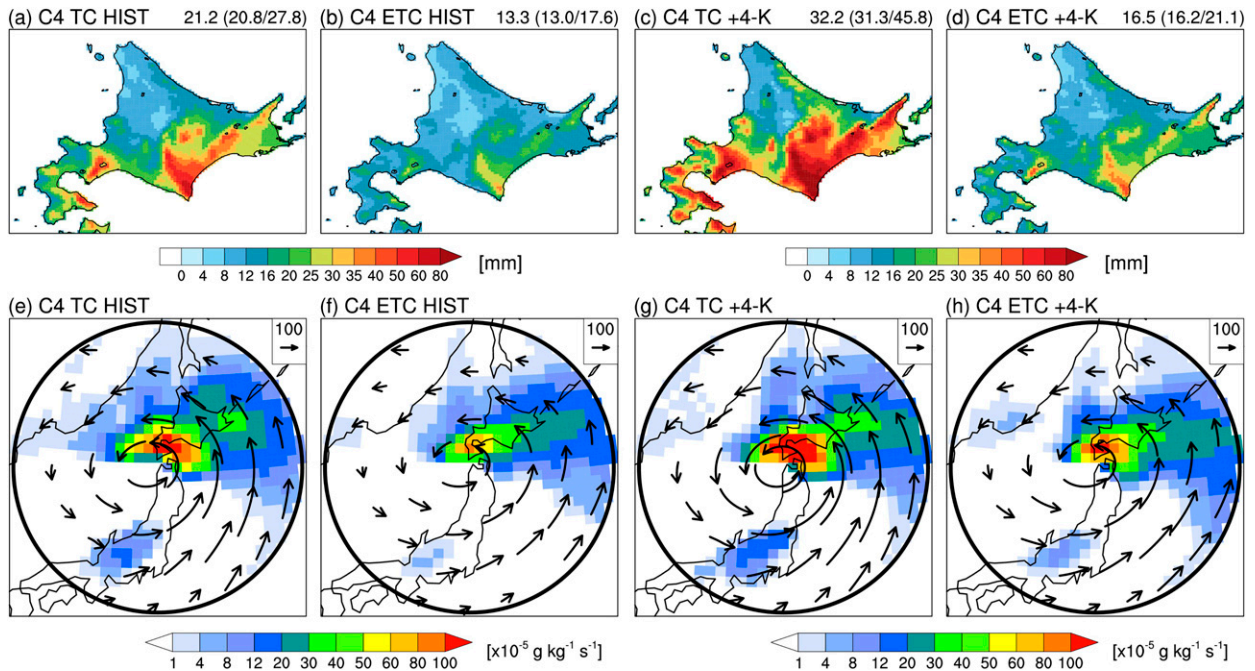 (a) C4 TC HIST 21.2 (20.8/27.8)
(b) C4 ETC HIST 13.3 (13.0/17.6)
(c) C4 TC +4-K 32.2 (31.3/45.8)
(d) C4 ETC +4-K 16.5 (16.2/21.1)
0 4 8 12 16 20 25 30 35 40 50 60 80 [mm]
0 4 8 12 16 20 25 30 35 40 50 60 80 [mm]
(e) C4 TC HIST
(f) C4 ETC HIST
(g) C4 TC +4-K
(h) C4 ETC +4-K
100
100
100
100
1 4 8 12 20 30 40 50 60 80 100 [x10⁻⁵ g kg⁻¹ s⁻¹]
1 4 8 12 20 30 40 50 60 80 100 [x10⁻⁵ g kg⁻¹ s⁻¹]